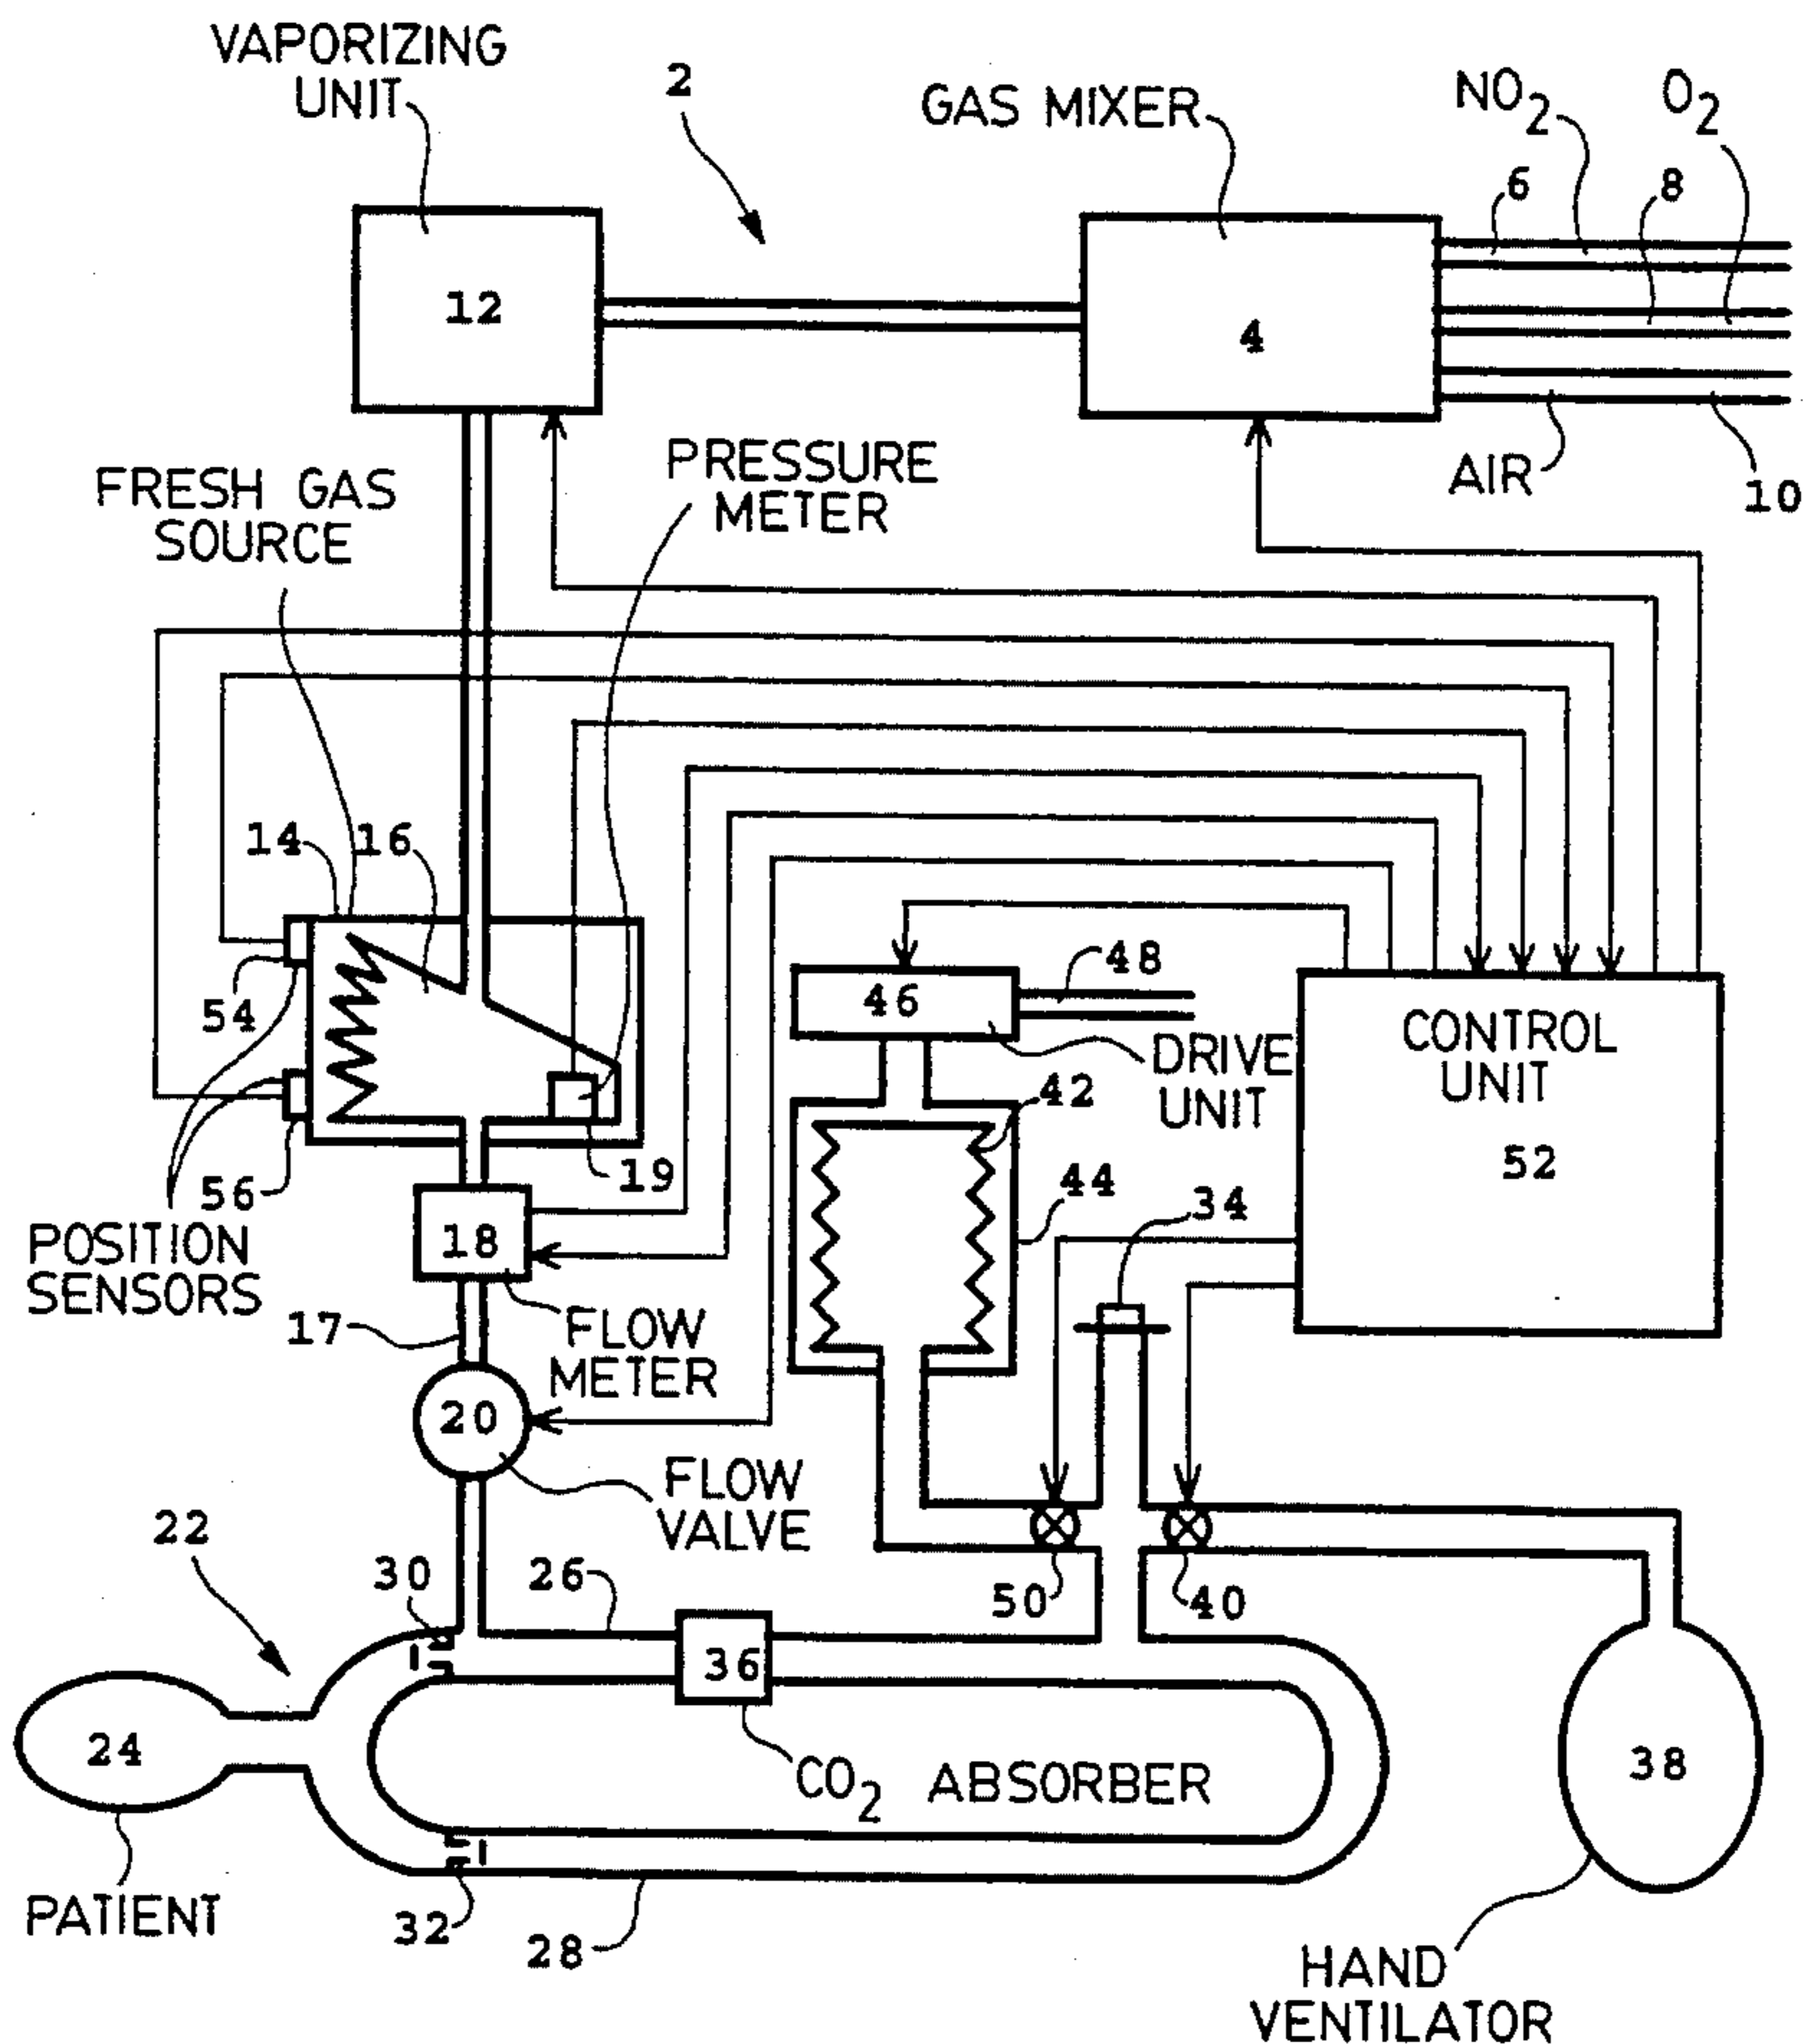 VAPORIZING
UNIT
2
GAS MIXER
NO2
O2
6
8
12
4
AIR
10
PRESSURE
METER
FRESH GAS
SOURCE
14
16
54
56
POSITION
SENSORS
19
46
48
DRIVE
UNIT
42
44
34
CONTROL
UNIT
52
18
17
FLOW
METER
20
FLOW
VALVE
22
30
26
50
40
36
24
CO2 ABSORBER
38
PATIENT
32
28
HAND
VENTILATOR